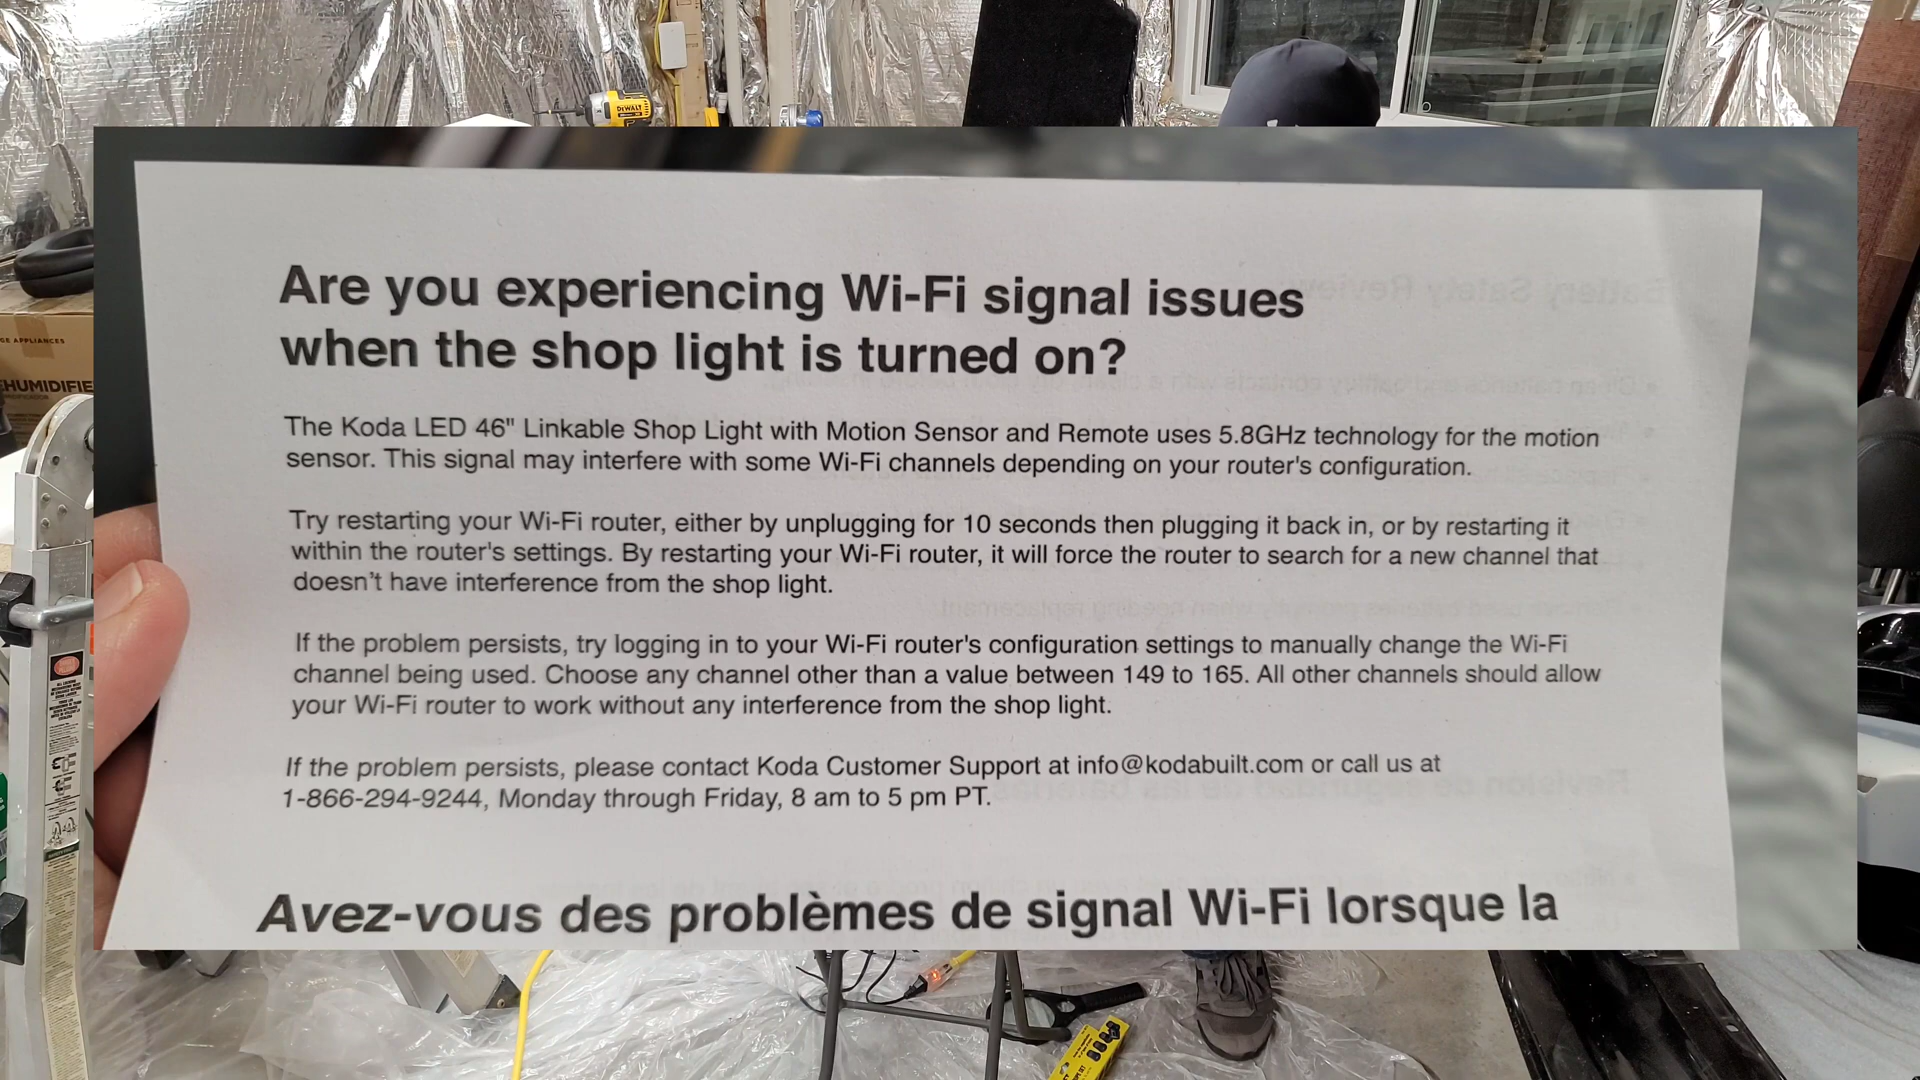 DEWALT
GE APPLIANCES
EHUMIDIFIE
Are you experiencing Wi-Fi signal issues
when the shop light is turned on?
The Koda LED 46" Linkable Shop Light with Motion Sensor and Remote uses 5.8GHz technology for the motion
sensor. This signal may interfere with some Wi-Fi channels depending on your router's configuration.
Try restarting your Wi-Fi router, either by unplugging for 10 seconds then plugging it back in, or by restarting it
within the router's settings. By restarting your Wi-Fi router, it will force the router to search for a new channel that
doesn't have interference from the shop light.
If the problem persists, try logging in to your Wi-Fi router's configuration settings to manually change the Wi-Fi
channel being used. Choose any channel other than a value between 149 to 165. All other channels should allow
your Wi-Fi router to work without any interference from the shop light.
If the problem persists, please contact Koda Customer Support at info@kodabuilt.com or call us at
1-866-294-9244, Monday through Friday, 8 am to 5 pm PT.
Avez-vous des problèmes de signal Wi-Fi lorsque la